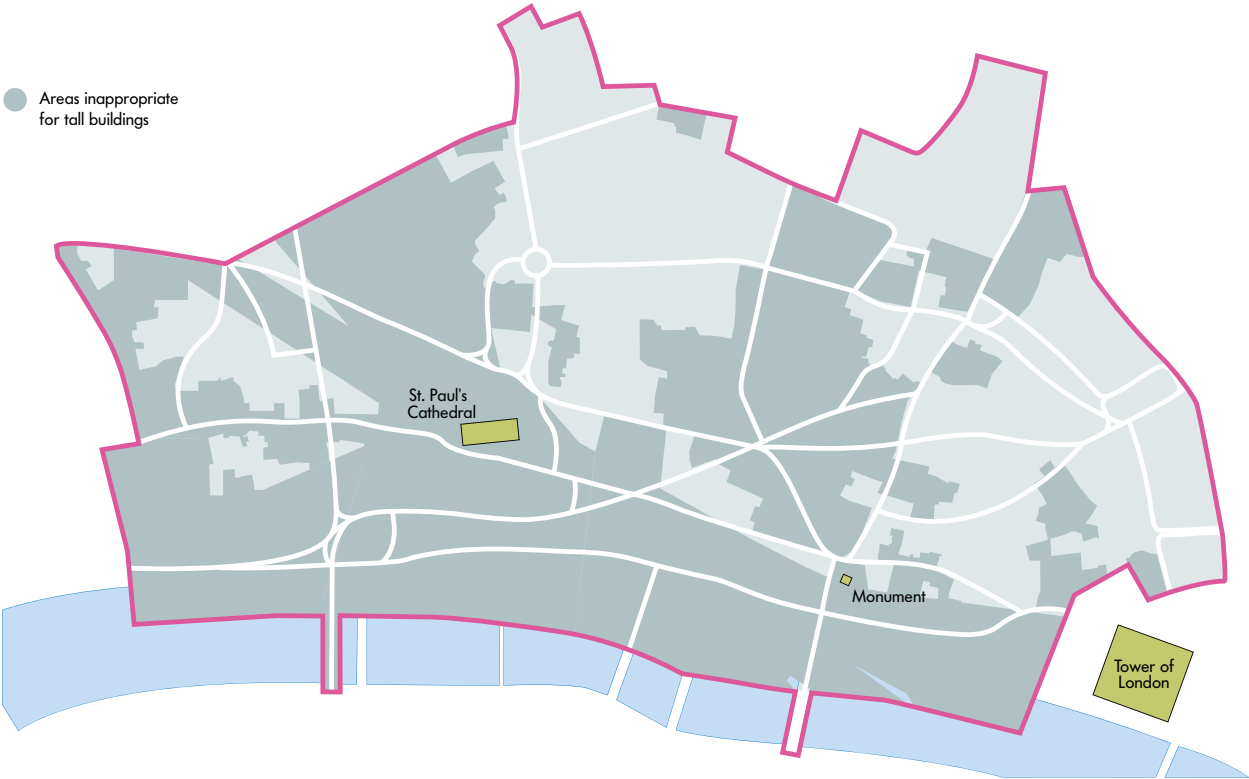 Areas inappropriate
for tall buildings
St. Paul's
Cathedral
Monument
Tower of
London